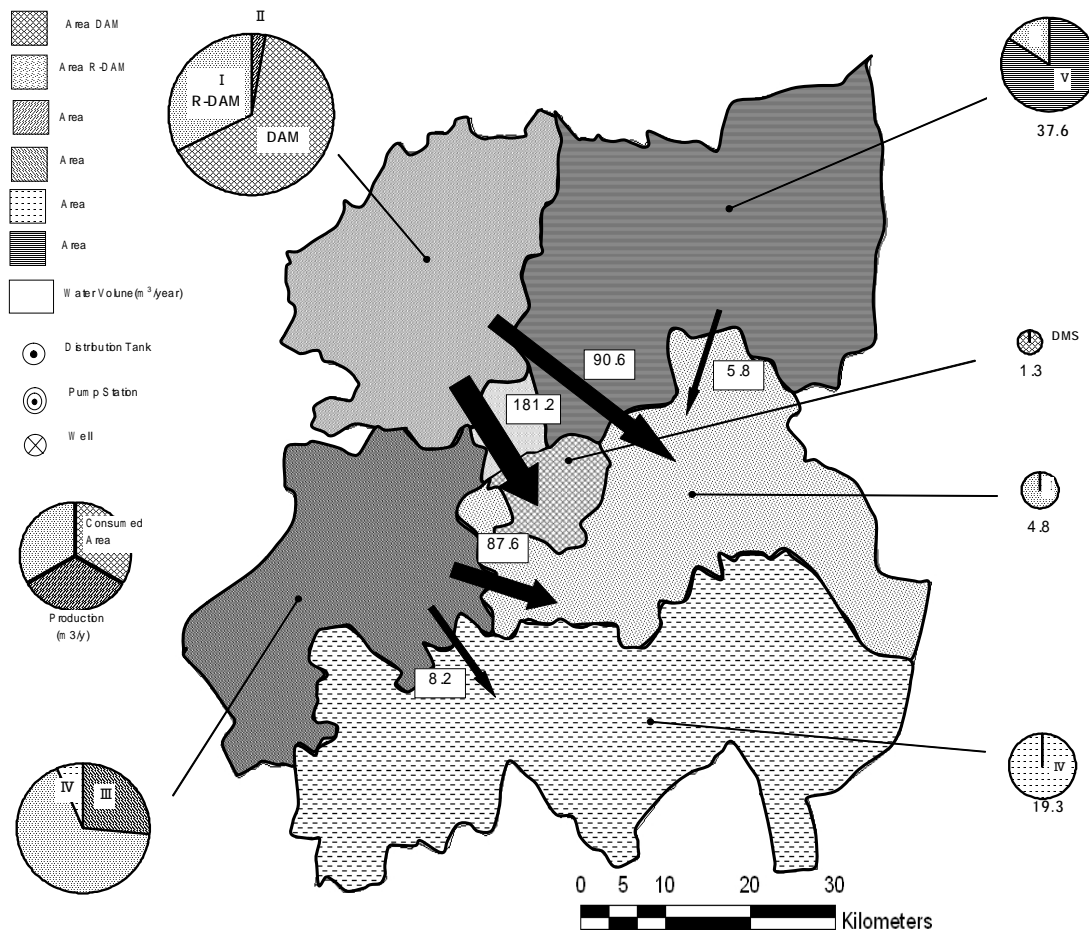 Area DAM
Area R-DAM
Area
Area
Area
Area
Water Volune(m³/year)
Distribution Tank
Pump Station
Well
Consumed
Area
Production
(m3/y)
II
I
R-DAM
DAM
V
37.6
90.6
5.8
181.2
DMS
1.3
87.6
4.8
8.2
IV
III
IV
19.3
0 5 10 20 30
Kilometers